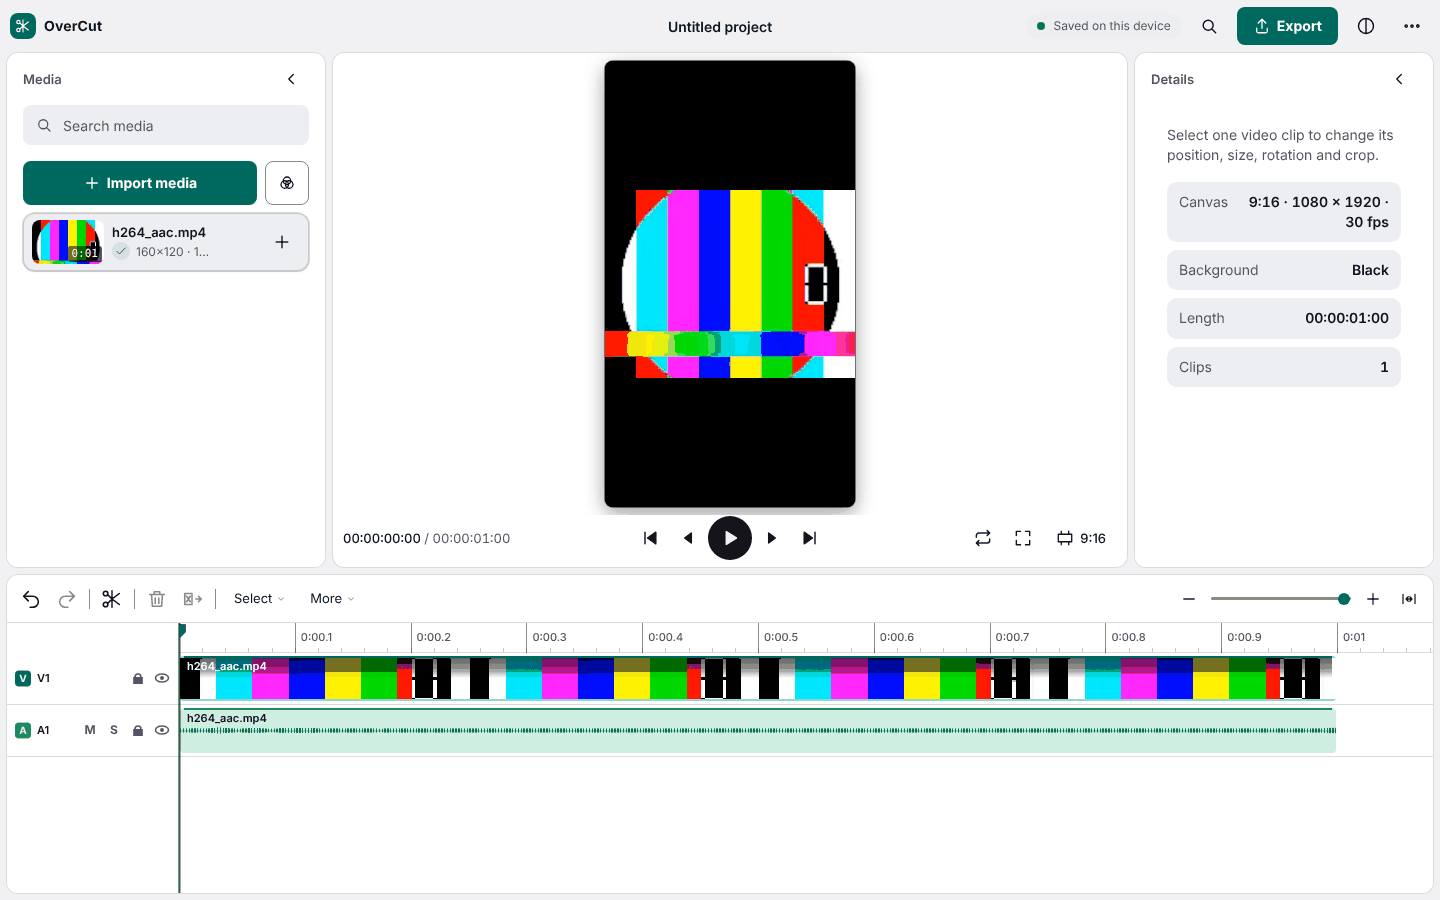 OverCut
Untitled project
Saved on this device
Export
Media
Search media
Import media
h264_aac.mp4
0:01
160×120 · 1...
00:00:00:00 / 00:00:01:00
9:16
Details
Select one video clip to change its
position, size, rotation and crop.
Canvas 9:16 · 1080 × 1920 ·
30 fps
Background Black
Length 00:00:01:00
Clips 1
Select
More
0:00.1 0:00.2 0:00.3 0:00.4 0:00.5 0:00.6 0:00.7 0:00.8 0:00.9 0:01
V V1
h264_aac.mp4
A A1 M S
h264_aac.mp4